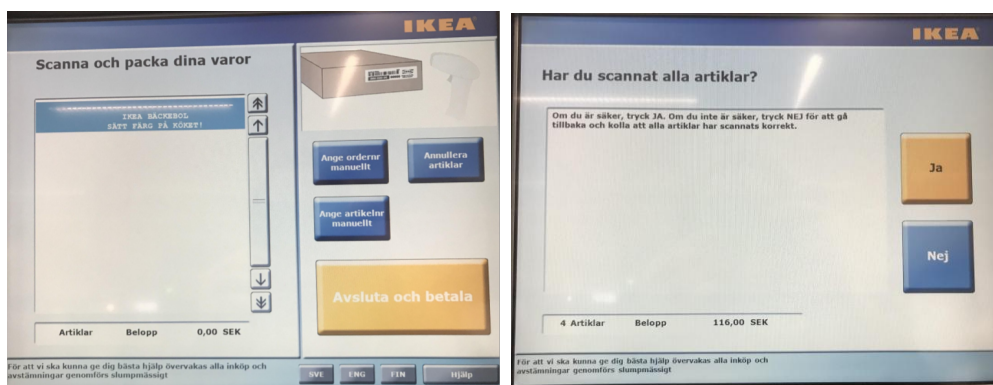 IKEA
Scanna och packa dina varor
IKEA BÄCKEBOL
SÄTT FÄRG PÅ KÖKET!
Ange ordernr
manuellt
Annullera
artiklar
Ange artikelnr
manuellt
Avsluta och betala
Artiklar Belopp 0,00 SEK
För att vi ska kunna ge dig bästa hjälp övervakas alla inköp och
avstämningar genomförs slumpmässigt
SVE ENG FIN Hjälp
IKEA
Har du scannat alla artiklar?
Om du är säker, tryck JA. Om du inte är säker, tryck NEJ för att gå
tillbaka och kolla att alla artiklar har scannats korrekt.
Ja
Nej
4 Artiklar Belopp 116,00 SEK
För att vi ska kunna ge dig bästa hjälp övervakas alla inköp och
avstämningar genomförs slumpmässigt